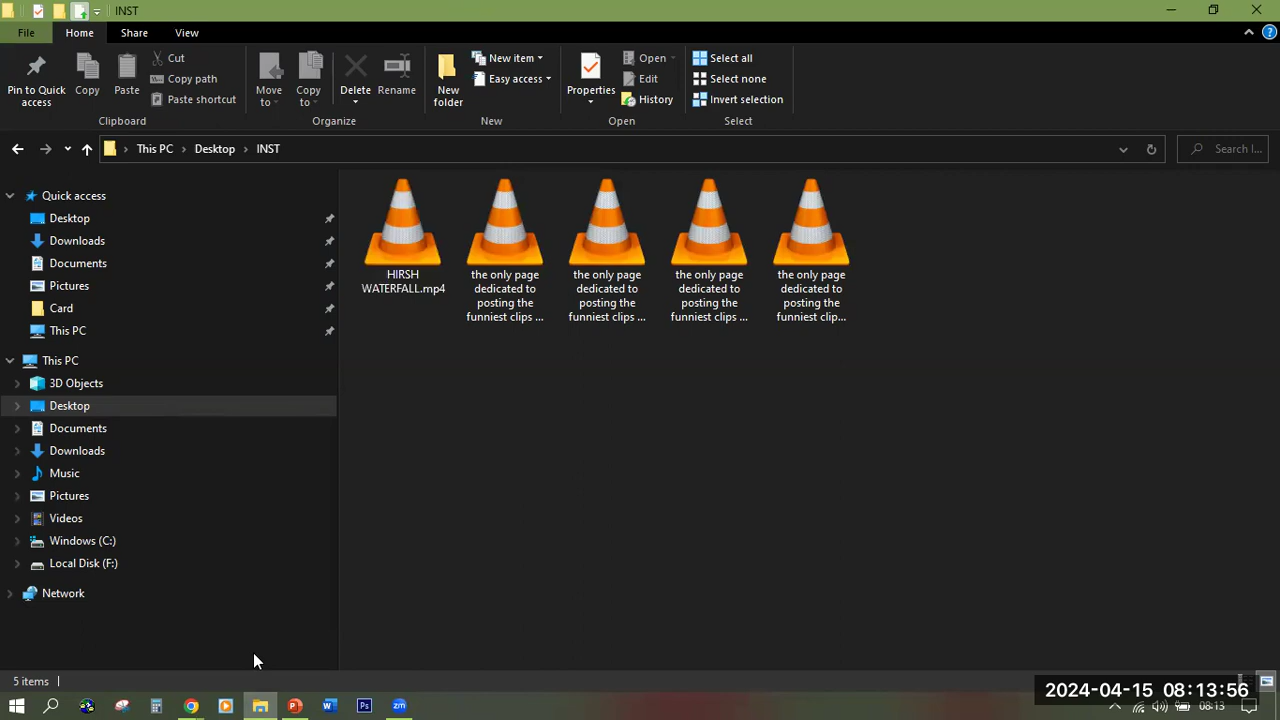 INST
File Home Share View
Pin to Quick access
Copy
Paste
Cut
Copy path
Paste shortcut
Clipboard
Move to
Copy to
Delete
Rename
Organize
New folder
New item
Easy access
New
Properties
Open
Edit
History
Open
Select all
Select none
Invert selection
Select
This PC > Desktop > INST
Search I...
Quick access
Desktop
Downloads
Documents
Pictures
Card
This PC
This PC
3D Objects
Desktop
Documents
Downloads
Music
Pictures
Videos
Windows (C:)
Local Disk (F:)
Network
HIRSH
WATERFALL.mp4
the only page
dedicated to
posting the
funniest clips ...
the only page
dedicated to
posting the
funniest clips ...
the only page
dedicated to
posting the
funniest clips ...
the only page
dedicated to
posting the
funniest clip...
5 items
2024-04-15 08:13:56
P W Ps zm 08:13